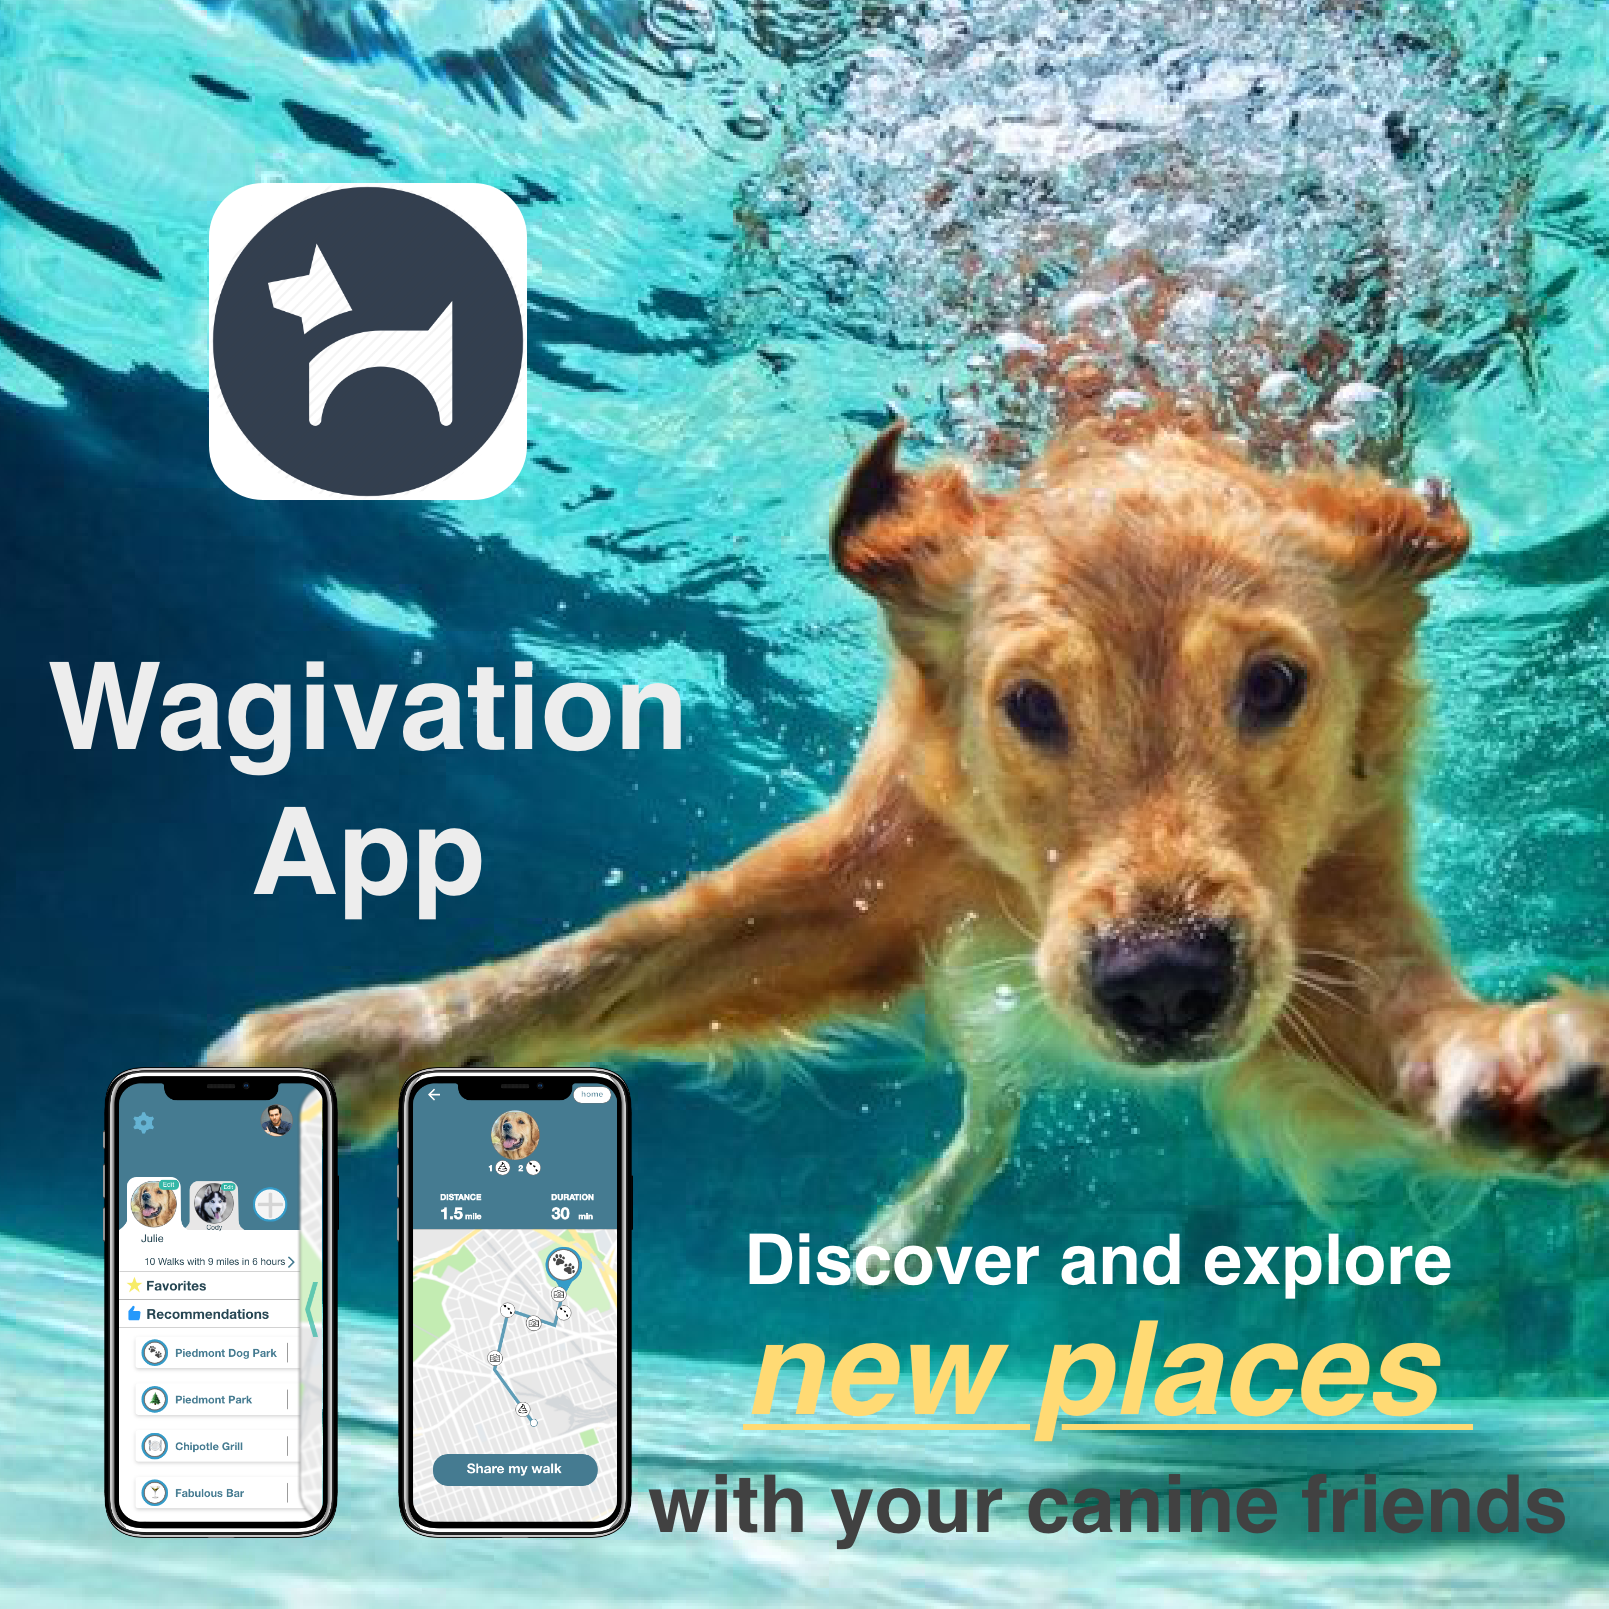 Wagivation
App
Edit
Edit
Cody
Julie
10 Walks with 9 miles in 6 hours
Favorites
Recommendations
Piedmont Dog Park
Piedmont Park
Chipotle Grill
Fabulous Bar
home
1 2
DISTANCE DURATION
1.5 mile 30 min
Share my walk
Discover and explore
new places
with your canine friends